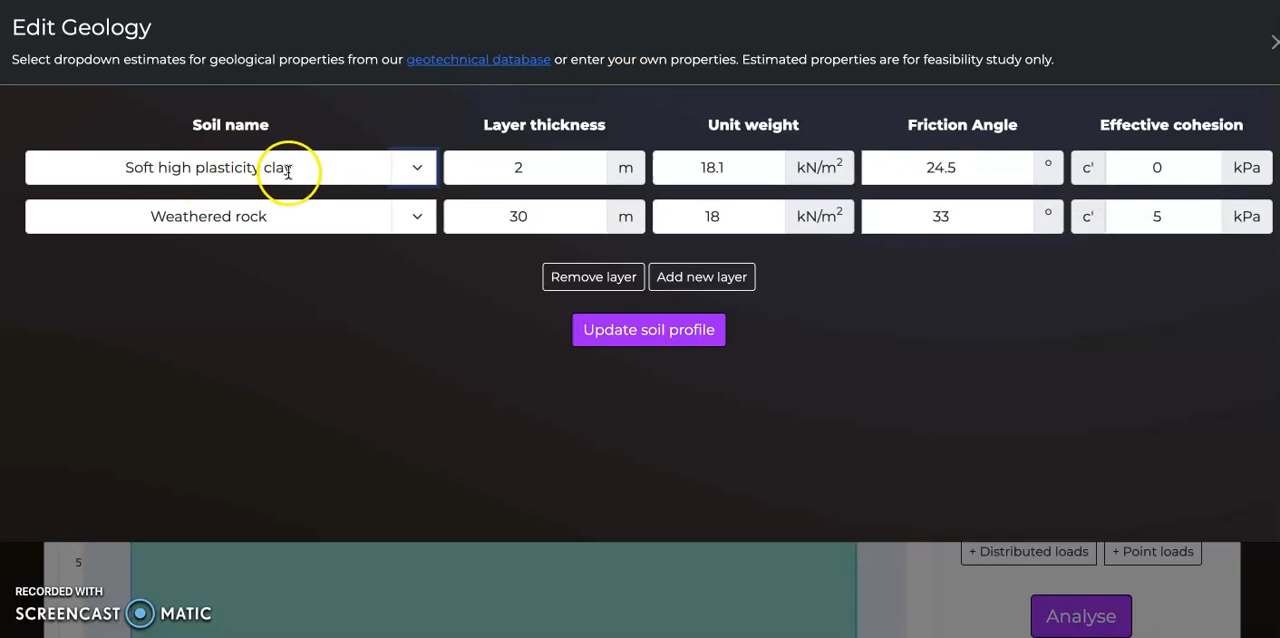 Edit Geology
Select dropdown estimates for geological properties from our geotechnical database or enter your own properties. Estimated properties are for feasibility study only.
Soil name Layer thickness Unit weight Friction Angle Effective cohesion
Soft high plasticity clay 2 m 18.1 kN/m² 24.5 ° c' 0 kPa
Weathered rock 30 m 18 kN/m² 33 ° c' 5 kPa
Remove layer Add new layer
Update soil profile
+ Distributed loads + Point loads
5
RECORDED WITH
SCREENCAST MATIC
Analyse